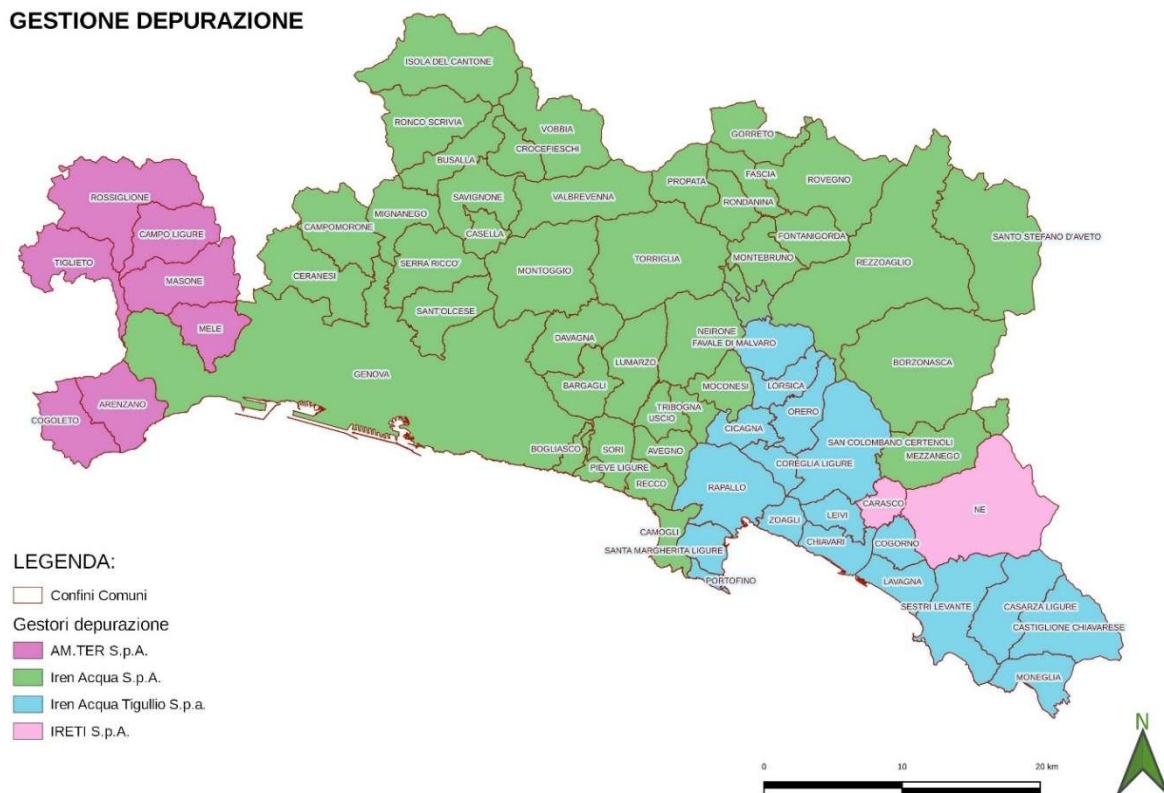 GESTIONE DEPURAZIONE
ISOLA DEL CANTONE
RONCO SCRIVIA
VOBBIA
CROCEFIESCHI
BUSALLA
GORRETO
FASCIA
ROVEGNO
PROPATA
RONDANINA
ROSSIGLIONE
SAVIGNONE
VALBREVENNA
MIGNANEGO
CAMPOMORONE
CASELLA
FONTANIGORDA
CAMPO LIGURE
SANTO STEFANO D'AVETO
TIGLIETO
SERRA RICCO'
MONTOGGIO
TORRIGLIA
MONTEBRUNO
REZZOAGLIO
CERANESI
MASONE
SANT'OLCESE
MELE
DAVAGNA
NEIRONE
FAVALE DI MALVARO
LUMARZO
BORZONASCA
GENOVA
BARGAGLI
MOCONESI
LORSICA
ARENZANO
COGOLETO
TRIBOGNA
USCIO
ORERO
CICAGNA
SAN COLOMBANO CERTENOLI
BOGLIASCO
SORI
AVEGNO
MEZZANEGO
PIEVE LIGURE
COREGLIA LIGURE
RECCO
RAPALLO
CARASCO
NE
CAMOGLI
ZOAGLI
LEIVI
CHIAVARI
COGORNO
SANTA MARGHERITA LIGURE
PORTOFINO
LAVAGNA
SESTRI LEVANTE
CASARZA LIGURE
CASTIGLIONE CHIAVARESE
MONEGLIA
LEGENDA:
Confini Comuni
Gestori depurazione
AM.TER S.p.A.
Iren Acqua S.p.A.
Iren Acqua Tigullio S.p.a.
IRETI S.p.A.
N
0 10 20 km